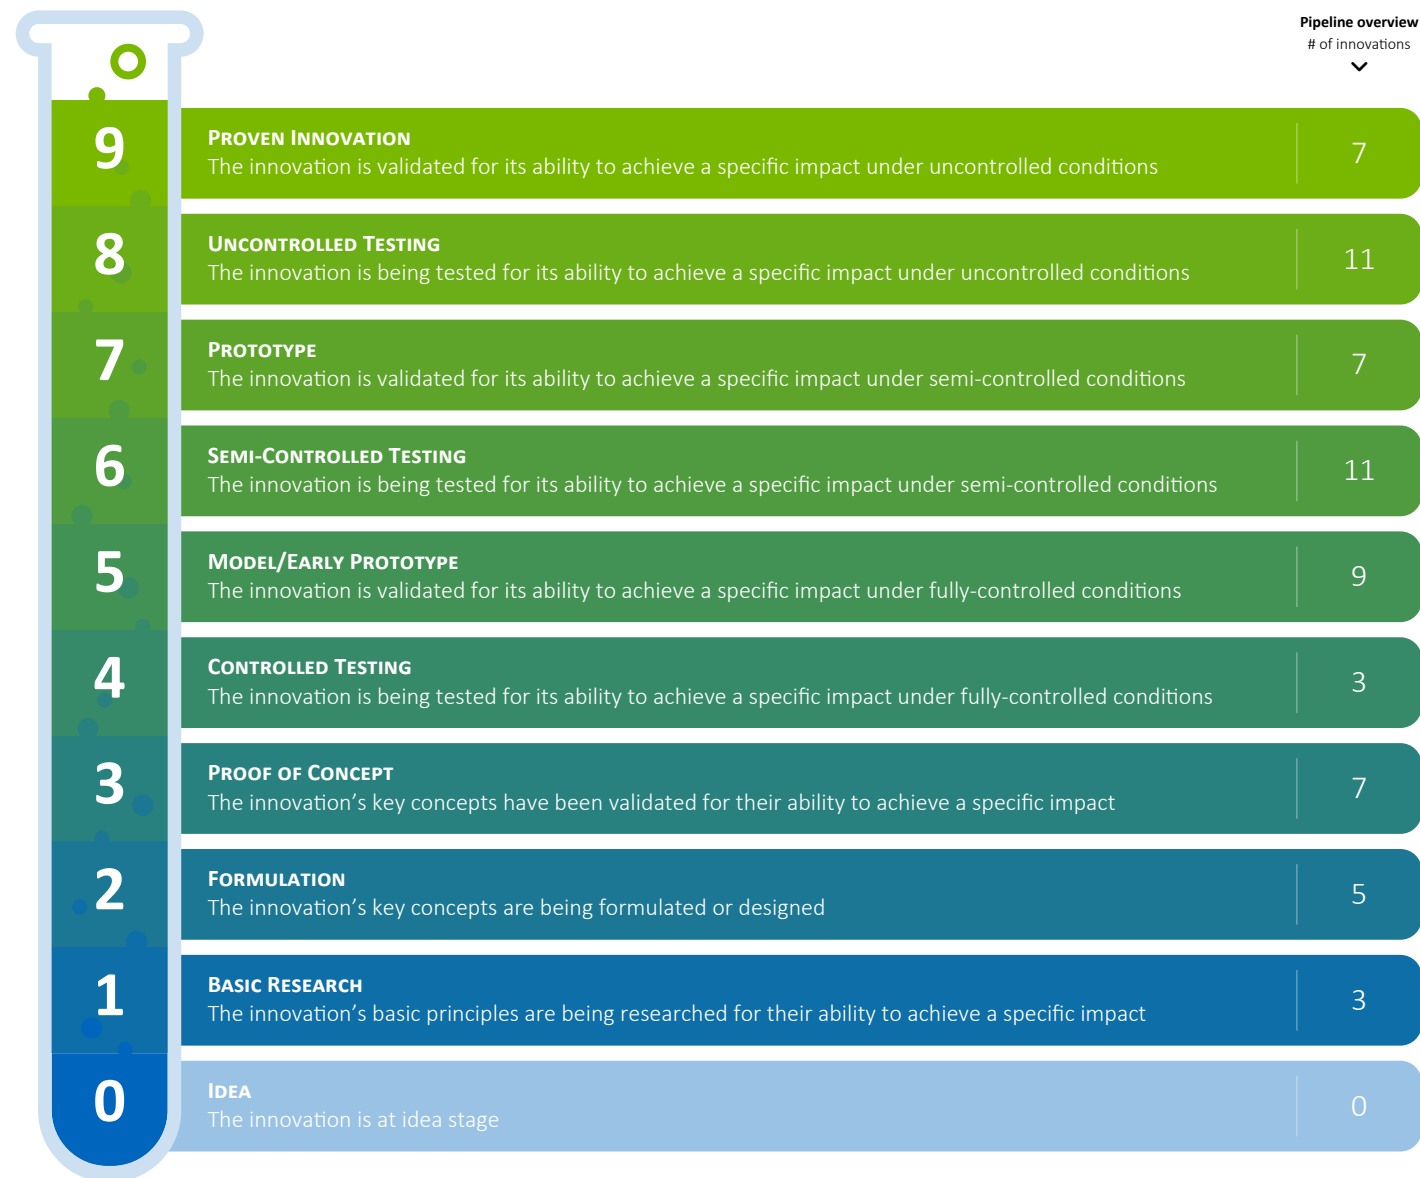 Pipeline overview
# of innovations
9
PROVEN INNOVATION
The innovation is validated for its ability to achieve a specific impact under uncontrolled conditions
7
8
UNCONTROLLED TESTING
The innovation is being tested for its ability to achieve a specific impact under uncontrolled conditions
11
7
PROTOTYPE
The innovation is validated for its ability to achieve a specific impact under semi-controlled conditions
7
6
SEMI-CONTROLLED TESTING
The innovation is being tested for its ability to achieve a specific impact under semi-controlled conditions
11
5
MODEL/EARLY PROTOTYPE
The innovation is validated for its ability to achieve a specific impact under fully-controlled conditions
9
4
CONTROLLED TESTING
The innovation is being tested for its ability to achieve a specific impact under fully-controlled conditions
3
3
PROOF OF CONCEPT
The innovation’s key concepts have been validated for their ability to achieve a specific impact
7
2
FORMULATION
The innovation’s key concepts are being formulated or designed
5
1
BASIC RESEARCH
The innovation’s basic principles are being researched for their ability to achieve a specific impact
3
0
IDEA
The innovation is at idea stage
0